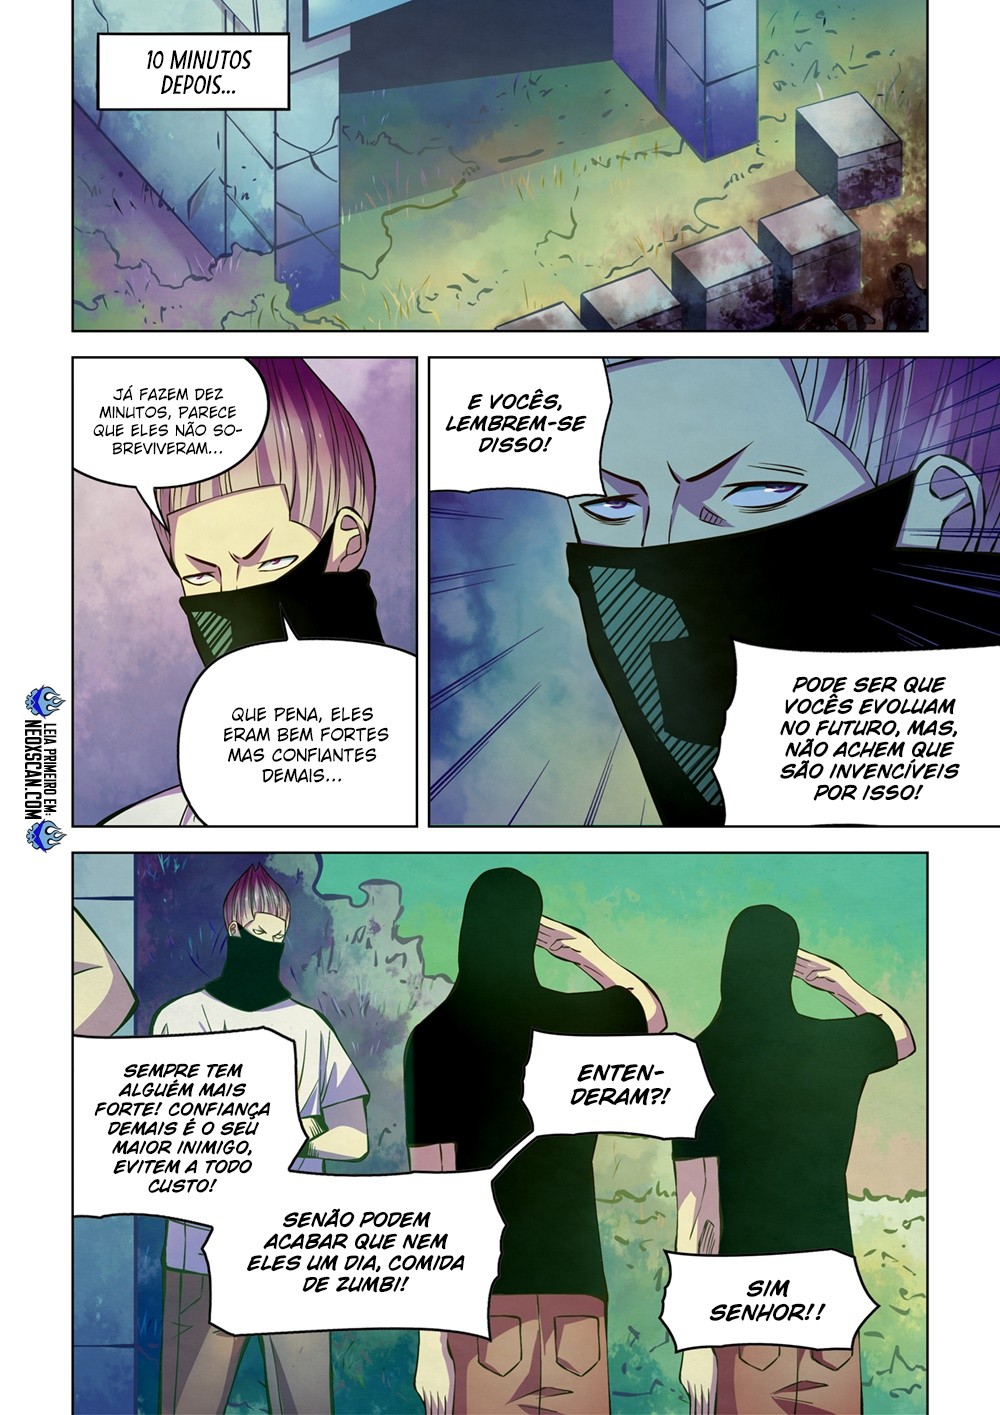 10 MINUTOS
DEPOIS...
JÁ FAZEM DEZ
MINUTOS, PARECE
QUE ELES NÃO SO-
BREVIVERAM...
QUE PENA, ELES
ERAM BEM FORTES
MAS CONFIANTES
DEMAIS...
E VOCÊS,
LEMBREM-SE
DISSO!
PODE SER QUE
VOCÊS EVOLUAM
NO FUTURO, MAS,
NÃO ACHEM QUE
SÃO INVENCÍVEIS
POR ISSO!
LEIA PRIMEIRO EM:
NEOXSCAN.COM
SEMPRE TEM
ALGUÉM MAIS
FORTE! CONFIANÇA
DEMAIS É O SEU
MAIOR INIMIGO,
EVITEM A TODO
CUSTO!
SENÃO PODEM
ACABAR QUE NEM
ELES UM DIA, COMIDA
DE ZUMBI!
ENTEN-
DERAM?!
SIM
SENHOR!!